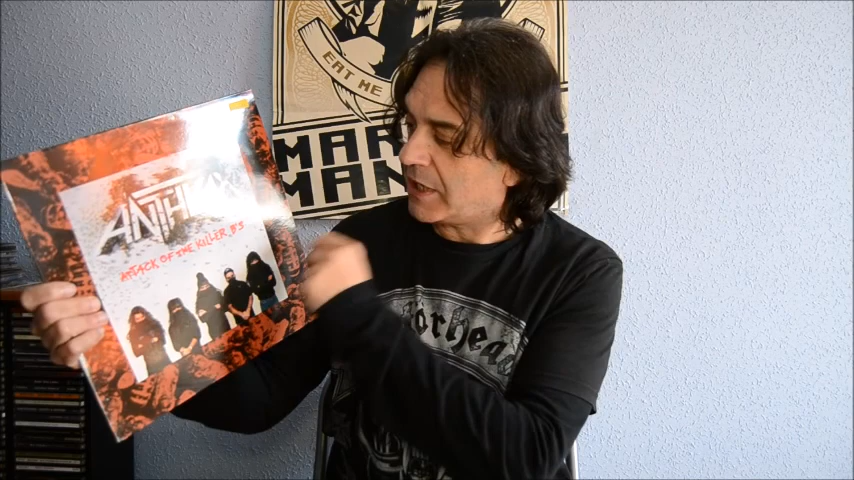 EAT ME
MAR
MAN
ANTHRAX
ATTACK OF THE KILLER B'S
örhead